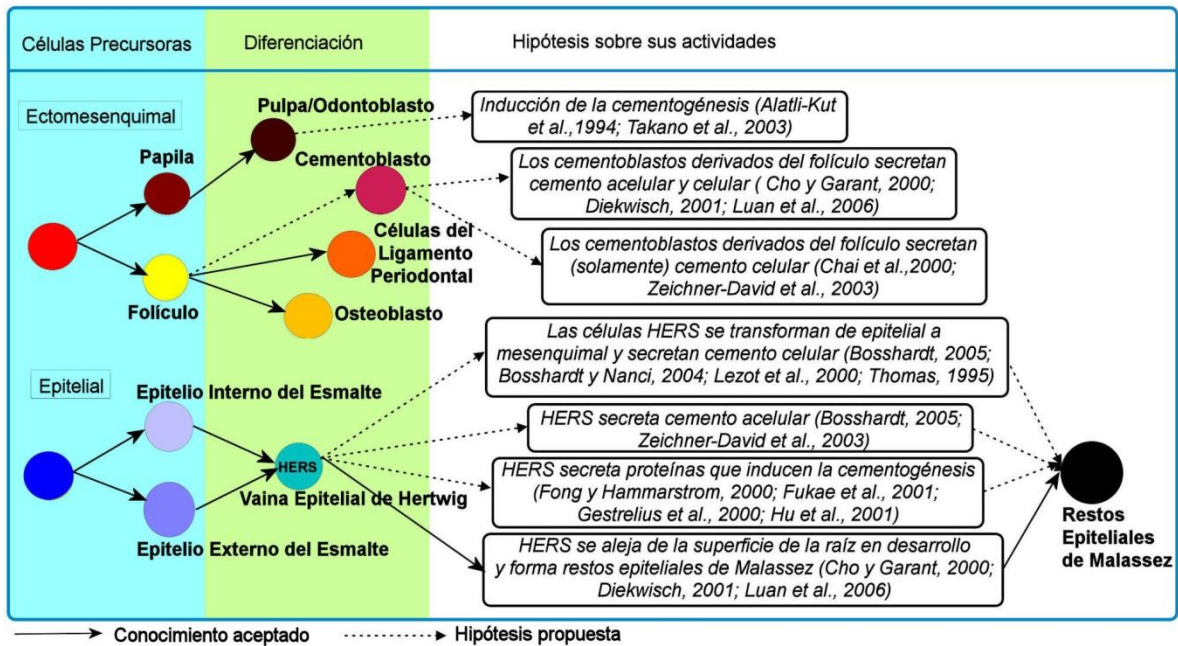 Células Precursoras
Diferenciación
Hipótesis sobre sus actividades
Ectomesenquimal
Papila
Folículo
Pulpa/Odontoblasto
Cementoblasto
Células del
Ligamento
Periodontal
Osteoblasto
Inducción de la cementogénesis (Alatli-Kut
et al.,1994; Takano et al., 2003)
Los cementoblastos derivados del folículo secretan
cemento acelular y celular ( Cho y Garant, 2000;
Diekwisch, 2001; Luan et al., 2006)
Los cementoblastos derivados del folículo secretan
(solamente) cemento celular (Chai et al.,2000;
Zeichner-David et al., 2003)
Epitelial
Epitelio Interno del Esmalte
Epitelio Externo del Esmalte
HERS
Vaina Epitelial de Hertwig
Las células HERS se transforman de epitelial a
mesenquimal y secretan cemento celular (Bosshardt, 2005;
Bosshardt y Nanci, 2004; Lezot et al., 2000; Thomas, 1995)
HERS secreta cemento acelular (Bosshardt, 2005;
Zeichner-David et al., 2003)
HERS secreta proteínas que inducen la cementogénesis
(Fong y Hammarstrom, 2000; Fukae et al., 2001;
Gestrelius et al., 2000; Hu et al., 2001)
HERS se aleja de la superficie de la raíz en desarrollo
y forma restos epiteliales de Malassez (Cho y Garant, 2000;
Diekwisch, 2001; Luan et al., 2006)
Restos
Epiteliales
de Malassez
Conocimiento aceptado
Hipótesis propuesta